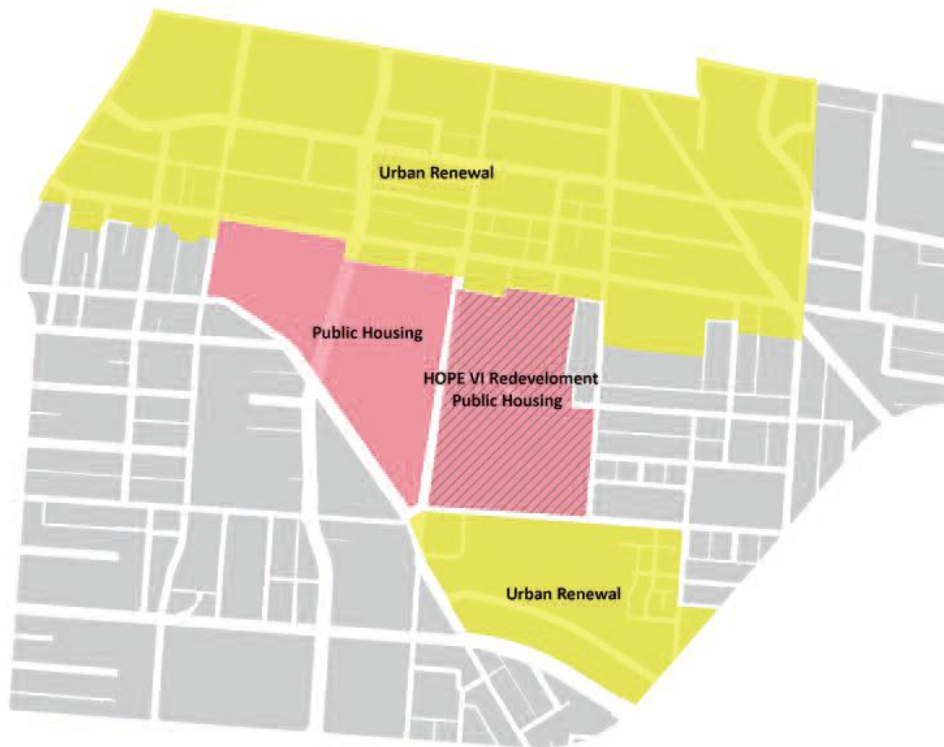 Urban Renewal
Public Housing
HOPE VI Redeveloment
Public Housing
Urban Renewal